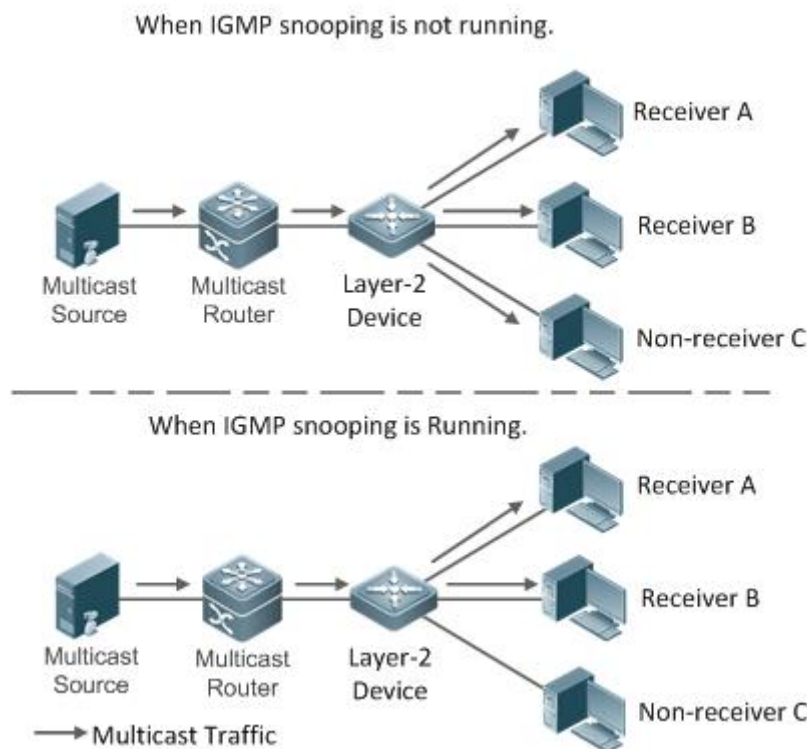 When IGMP snooping is not running.
Receiver A
Receiver B
Multicast
Source
Multicast
Router
Layer-2
Device
Non-receiver C
When IGMP snooping is Running.
Receiver A
Receiver B
Multicast
Source
Multicast
Router
Layer-2
Device
Non-receiver C
Multicast Traffic